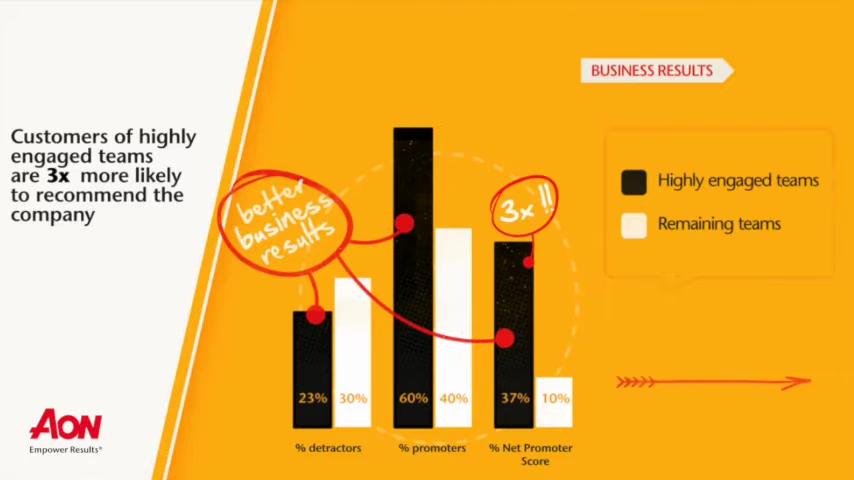 BUSINESS RESULTS
Customers of highly
engaged teams
are 3x more likely
to recommend the
company
Highly engaged teams
Remaining teams
better
business
results
3x!!
23% 30% 60% 40% 37% 10%
% detractors % promoters % Net Promoter
Score
AON
Empower Results®